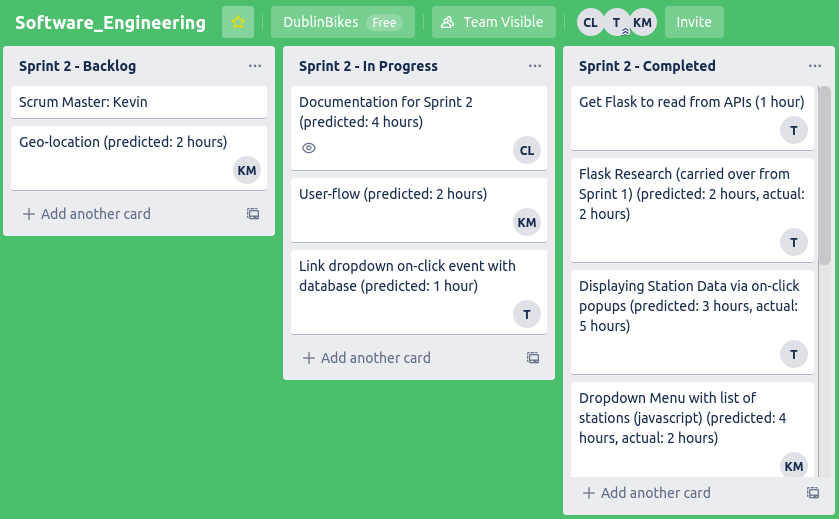 Software_Engineering
DublinBikes Free
Team Visible
CL T KM
Invite
Sprint 2 - Backlog
Scrum Master: Kevin
Geo-location (predicted: 2 hours)
KM
Add another card
Sprint 2 - In Progress
Documentation for Sprint 2
(predicted: 4 hours)
CL
User-flow (predicted: 2 hours)
KM
Link dropdown on-click event with
database (predicted: 1 hour)
T
Add another card
Sprint 2 - Completed
Get Flask to read from APIs (1 hour)
T
Flask Research (carried over from
Sprint 1) (predicted: 2 hours, actual:
2 hours)
T
Displaying Station Data via on-click
popups (predicted: 3 hours, actual:
5 hours)
T
Dropdown Menu with list of
stations (javascript) (predicted: 4
hours, actual: 2 hours)
KM
Add another card